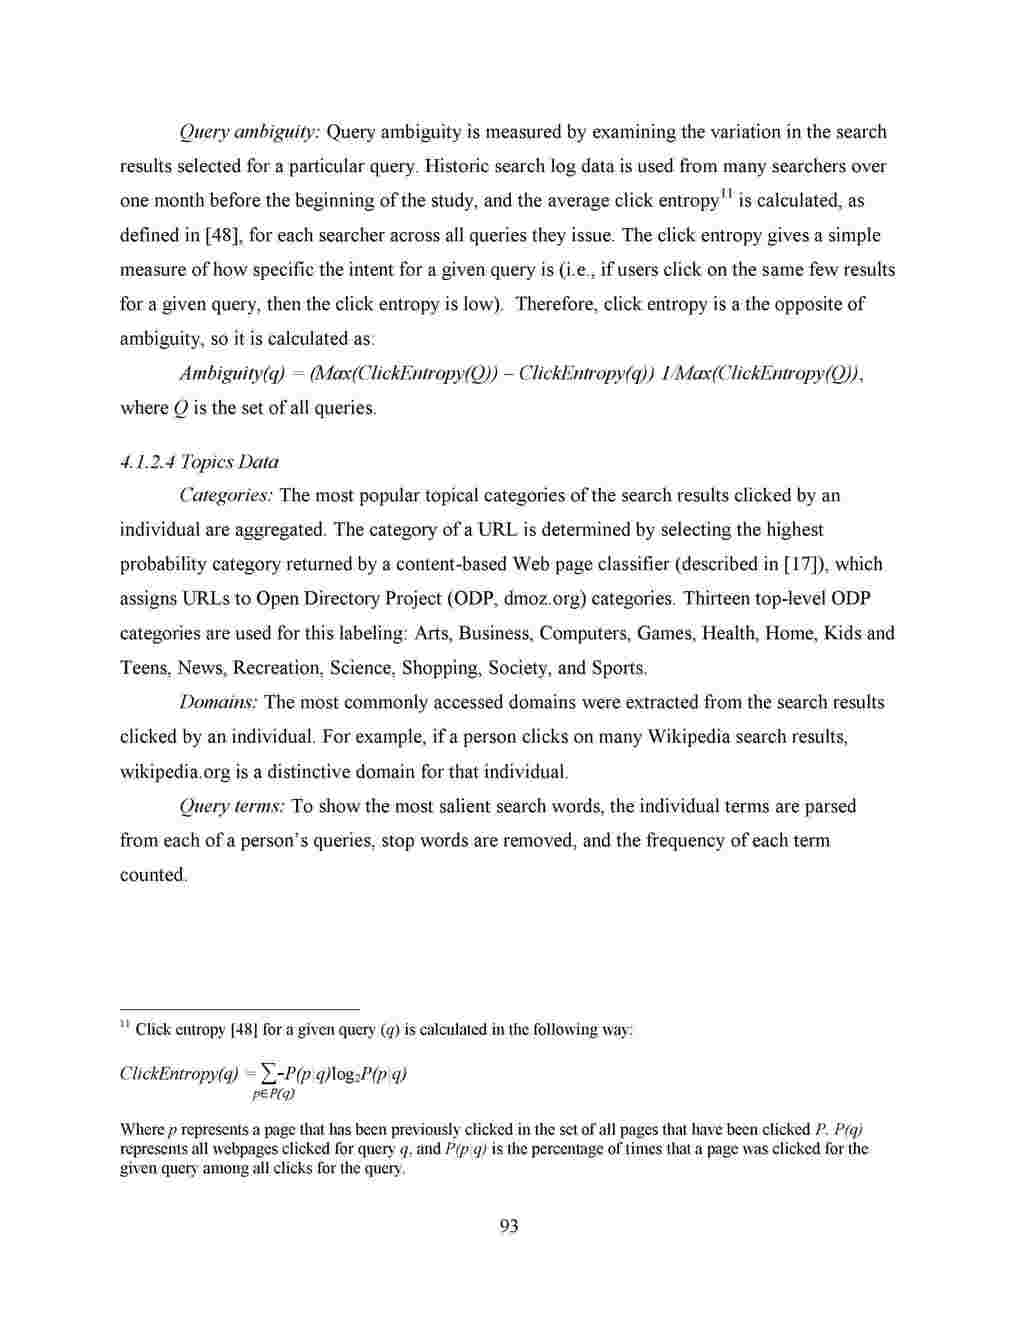 Query ambiguity: Query ambiguity is measured by examining the variation in the search
results selected for a particular query. Historic search log data is used from many searchers over
one month before the beginning of the study, and the average click entropy11 is calculated, as
defined in [48], for each searcher across all queries they issue. The click entropy gives a simple
measure of how specific the intent for a given query is (i.e., if users click on the same few results
for a given query, then the click entropy is low).  Therefore, click entropy is a the opposite of
ambiguity, so it is calculated as:
Ambiguity(q) = (Max(ClickEntropy(Q)) – ClickEntropy(q)) 1/Max(ClickEntropy(Q)),
where Q is the set of all queries.
4.1.2.4 Topics Data
Categories: The most popular topical categories of the search results clicked by an
individual are aggregated. The category of a URL is determined by selecting the highest
probability category returned by a content-based Web page classifier (described in [17]), which
assigns URLs to Open Directory Project (ODP, dmoz.org) categories. Thirteen top-level ODP
categories are used for this labeling: Arts, Business, Computers, Games, Health, Home, Kids and
Teens, News, Recreation, Science, Shopping, Society, and Sports.
Domains: The most commonly accessed domains were extracted from the search results
clicked by an individual. For example, if a person clicks on many Wikipedia search results,
wikipedia.org is a distinctive domain for that individual.
Query terms: To show the most salient search words, the individual terms are parsed
from each of a person’s queries, stop words are removed, and the frequency of each term
counted.
11 Click entropy [48] for a given query (q) is calculated in the following way:
ClickEntropy(q) = ∑-P(p|q)log₂P(p|q)
p∈P(q)
Where p represents a page that has been previously clicked in the set of all pages that have been clicked P. P(q)
represents all webpages clicked for query q, and P(p|q) is the percentage of times that a page was clicked for the
given query among all clicks for the query.
93